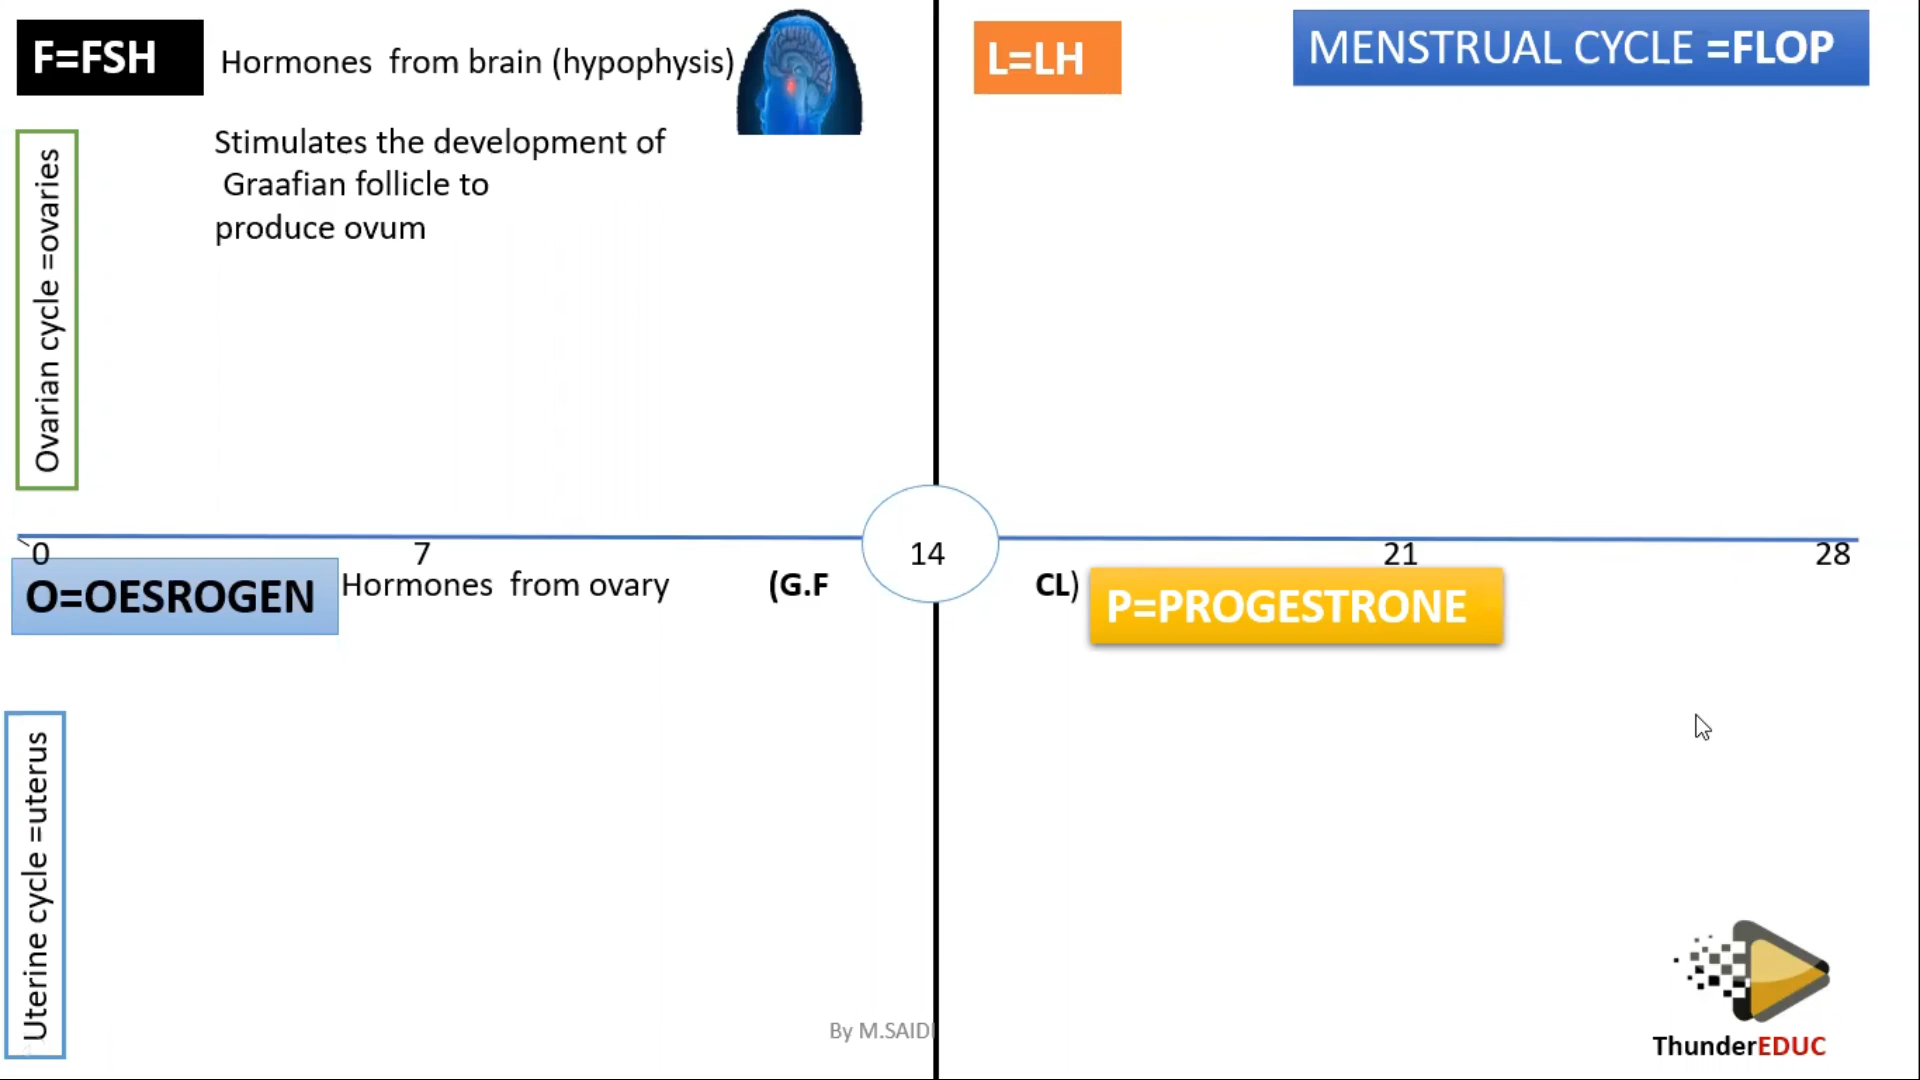 F=FSH
Hormones from brain (hypophysis)
L=LH
MENSTRUAL CYCLE =FLOP
Stimulates the development of
Graafian follicle to
produce ovum
Ovarian cycle =ovaries
0 7 14 21 28
O=OESROGEN
Hormones from ovary
(G.F
CL)
P=PROGESTRONE
Uterine cycle =uterus
By M.SAIDI
ThunderEDUC